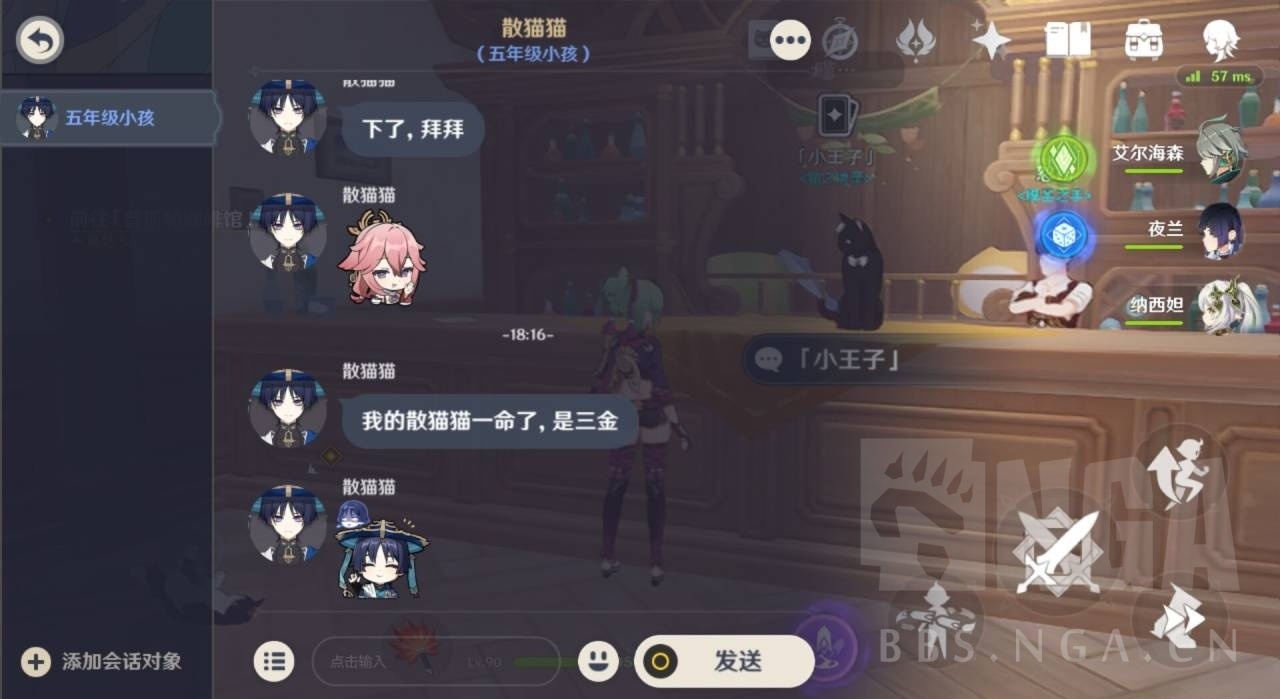 散猫猫
（五年级小孩）
57 ms
五年级小孩
散猫猫
下了，拜拜
散猫猫
-18:16-
散猫猫
我的散猫猫一命了，是三金
散猫猫
「小王子」
「小王子」
艾尔海森
夜兰
纳西妲
添加会话对象
点击输入
Lv.90
发送
NGA
BBS.NGA.CN